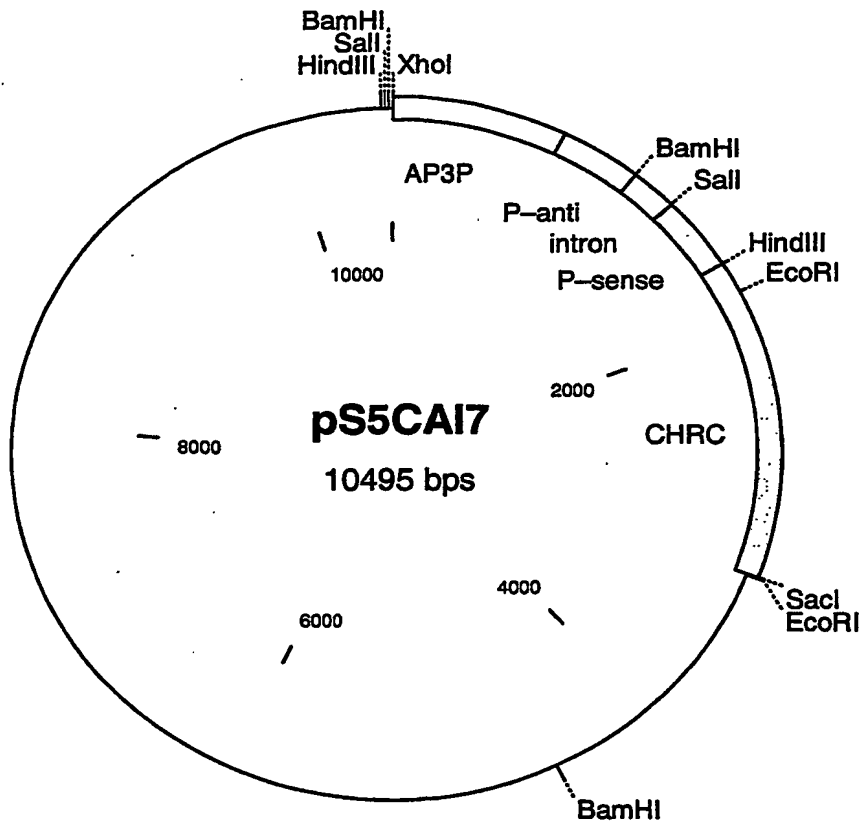 BamHI
SalI
HindIII XhoI
BamHI
AP3P
SalI
P-anti
intron
HindIII
P-sense
EcoRI
10000
2000
pS5CAI7
CHRC
8000
10495 bps
4000
SacI
EcoRI
6000
BamHI